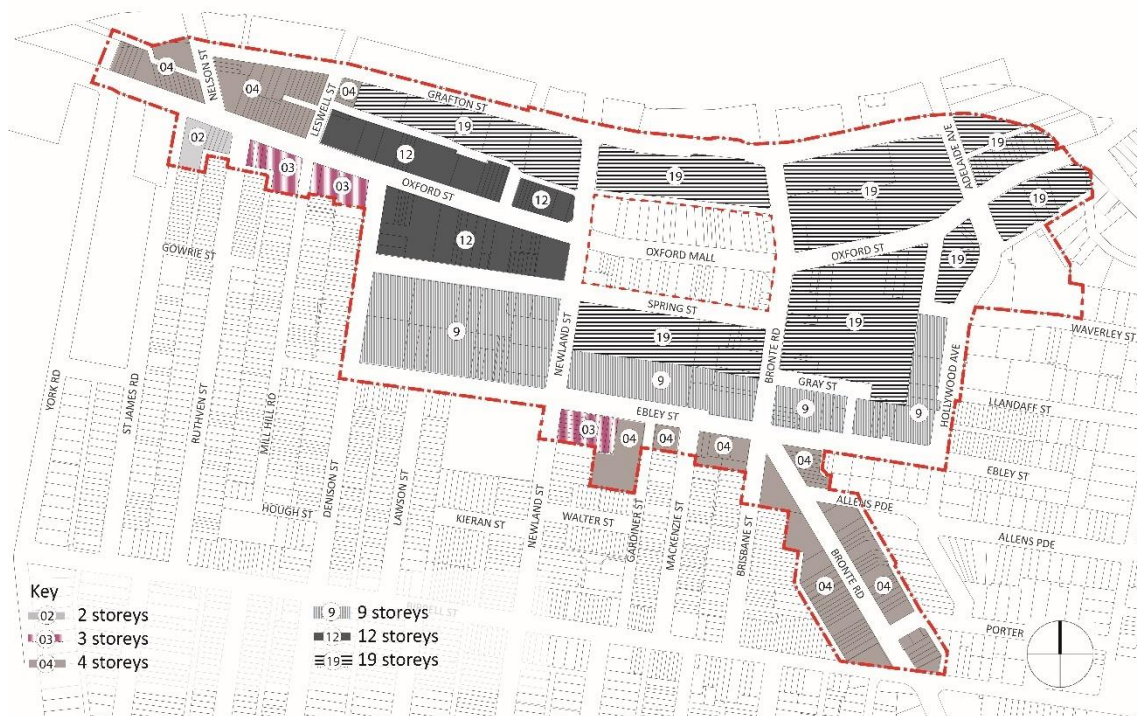 NELSON ST
04
04
LESWELL ST
04
GRAFTON ST
19
02
03
03
12
OXFORD ST
12
12
19
19
ADELAIDE AVE
19
19
OXFORD MALL
OXFORD ST
19
GOWRIE ST
SPRING ST
19
19
9
NEWLAND ST
BRONTE RD
WAVERLEY ST
YORK RD
ST JAMES RD
RUTHVEN ST
MILL HILL RD
9
GRAY ST
9
9
HOLLYWOOD AVE
LLANDAFF ST
EBLEY ST
03
04
04
04
04
EBLEY ST
DENISON ST
LAWSON ST
HOUGH ST
KIERAN ST
NEWLAND ST
WALTER ST
GARDINER ST
MACKENZIE ST
BRISBANE ST
ALLENS PDE
ALLENS PDE
BRONTE RD
04
04
PORTER
Key
02 2 storeys
03 3 storeys
04 4 storeys
9 9 storeys
12 12 storeys
19 19 storeys